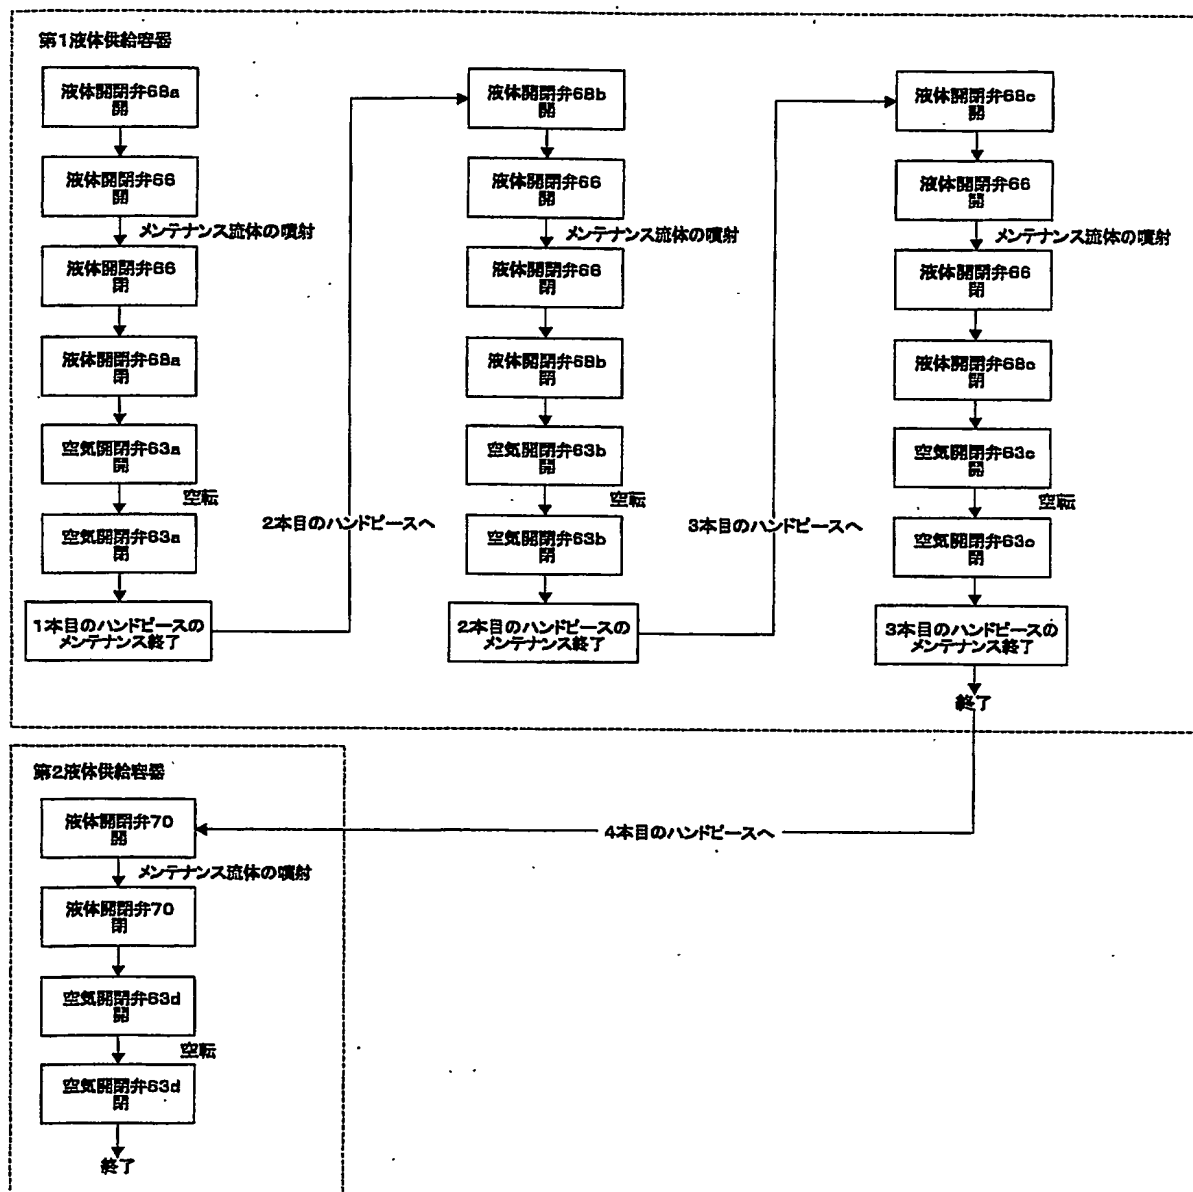 第1液体供給容器
液体開閉弁68a
開
液体開閉弁66
開
メンテナンス流体の噴射
液体開閉弁66
閉
液体開閉弁68a
閉
空気開閉弁63a
開
空転
空気開閉弁63a
閉
1本目のハンドピースの
メンテナンス終了
2本目のハンドピースへ
液体開閉弁68b
開
液体開閉弁66
開
メンテナンス流体の噴射
液体開閉弁66
閉
液体開閉弁68b
閉
空気開閉弁63b
開
空転
空気開閉弁63b
閉
2本目のハンドピースの
メンテナンス終了
3本目のハンドピースへ
液体開閉弁68c
開
液体開閉弁66
開
メンテナンス流体の噴射
液体開閉弁66
閉
液体開閉弁68c
閉
空気開閉弁63c
開
空転
空気開閉弁63c
閉
3本目のハンドピースの
メンテナンス終了
終了
4本目のハンドピースへ
第2液体供給容器
液体開閉弁70
開
メンテナンス流体の噴射
液体開閉弁70
閉
空気開閉弁63d
開
空転
空気開閉弁63d
閉
終了